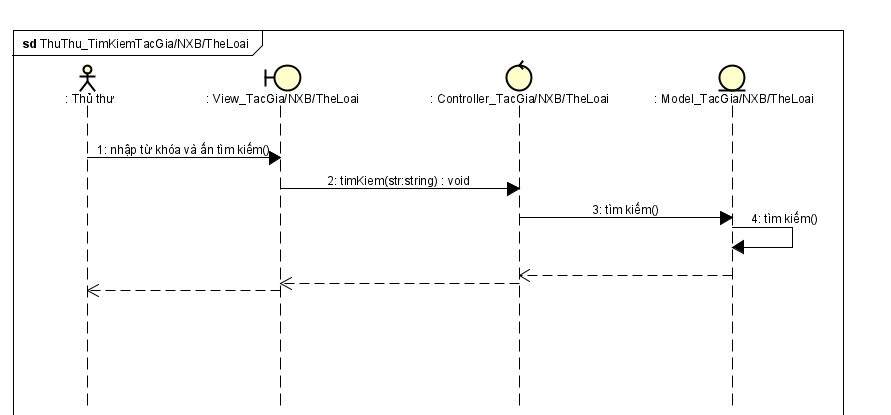 sd ThuThu_TimKiemTacGia/NXB/TheLoai
: Thủ thư
: View_TacGia/NXB/TheLoai
: Controller_TacGia/NXB/TheLoai
: Model_TacGia/NXB/TheLoai
1: nhập từ khóa và ấn tìm kiếm()
2: timKiem(str:string) : void
3: tìm kiếm()
4: tìm kiếm()